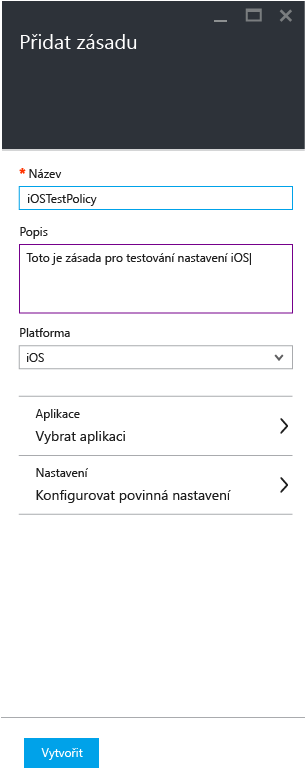 Přidat zásadu
* Název
iOSTestPolicy
Popis
Toto je zásada pro testování nastavení iOS
Platforma
iOS
Aplikace
Vybrat aplikaci
Nastavení
Konfigurovat povinná nastavení
Vytvořit